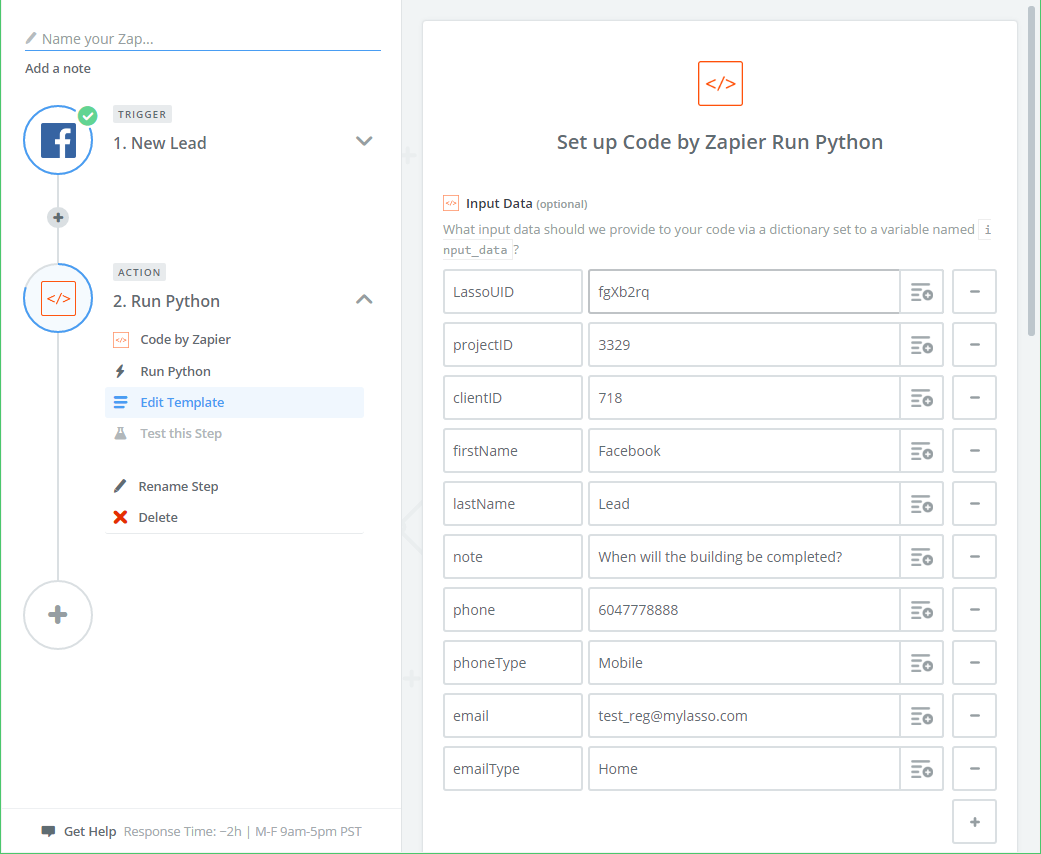 Name your Zap...
Add a note
TRIGGER
1. New Lead
ACTION
2. Run Python
</>
</>
Code by Zapier
Run Python
Edit Template
Test this Step
Rename Step
Delete
Get Help Response Time: ~2h | M-F 9am-5pm PST
</>
Set up Code by Zapier Run Python
</> Input Data (optional)
What input data should we provide to your code via a dictionary set to a variable named i
nput_data ?
LassoUID fgXb2rq
projectID 3329
clientID 718
firstName Facebook
lastName Lead
note When will the building be completed?
phone 6047778888
phoneType Mobile
email test_reg@mylasso.com
emailType Home